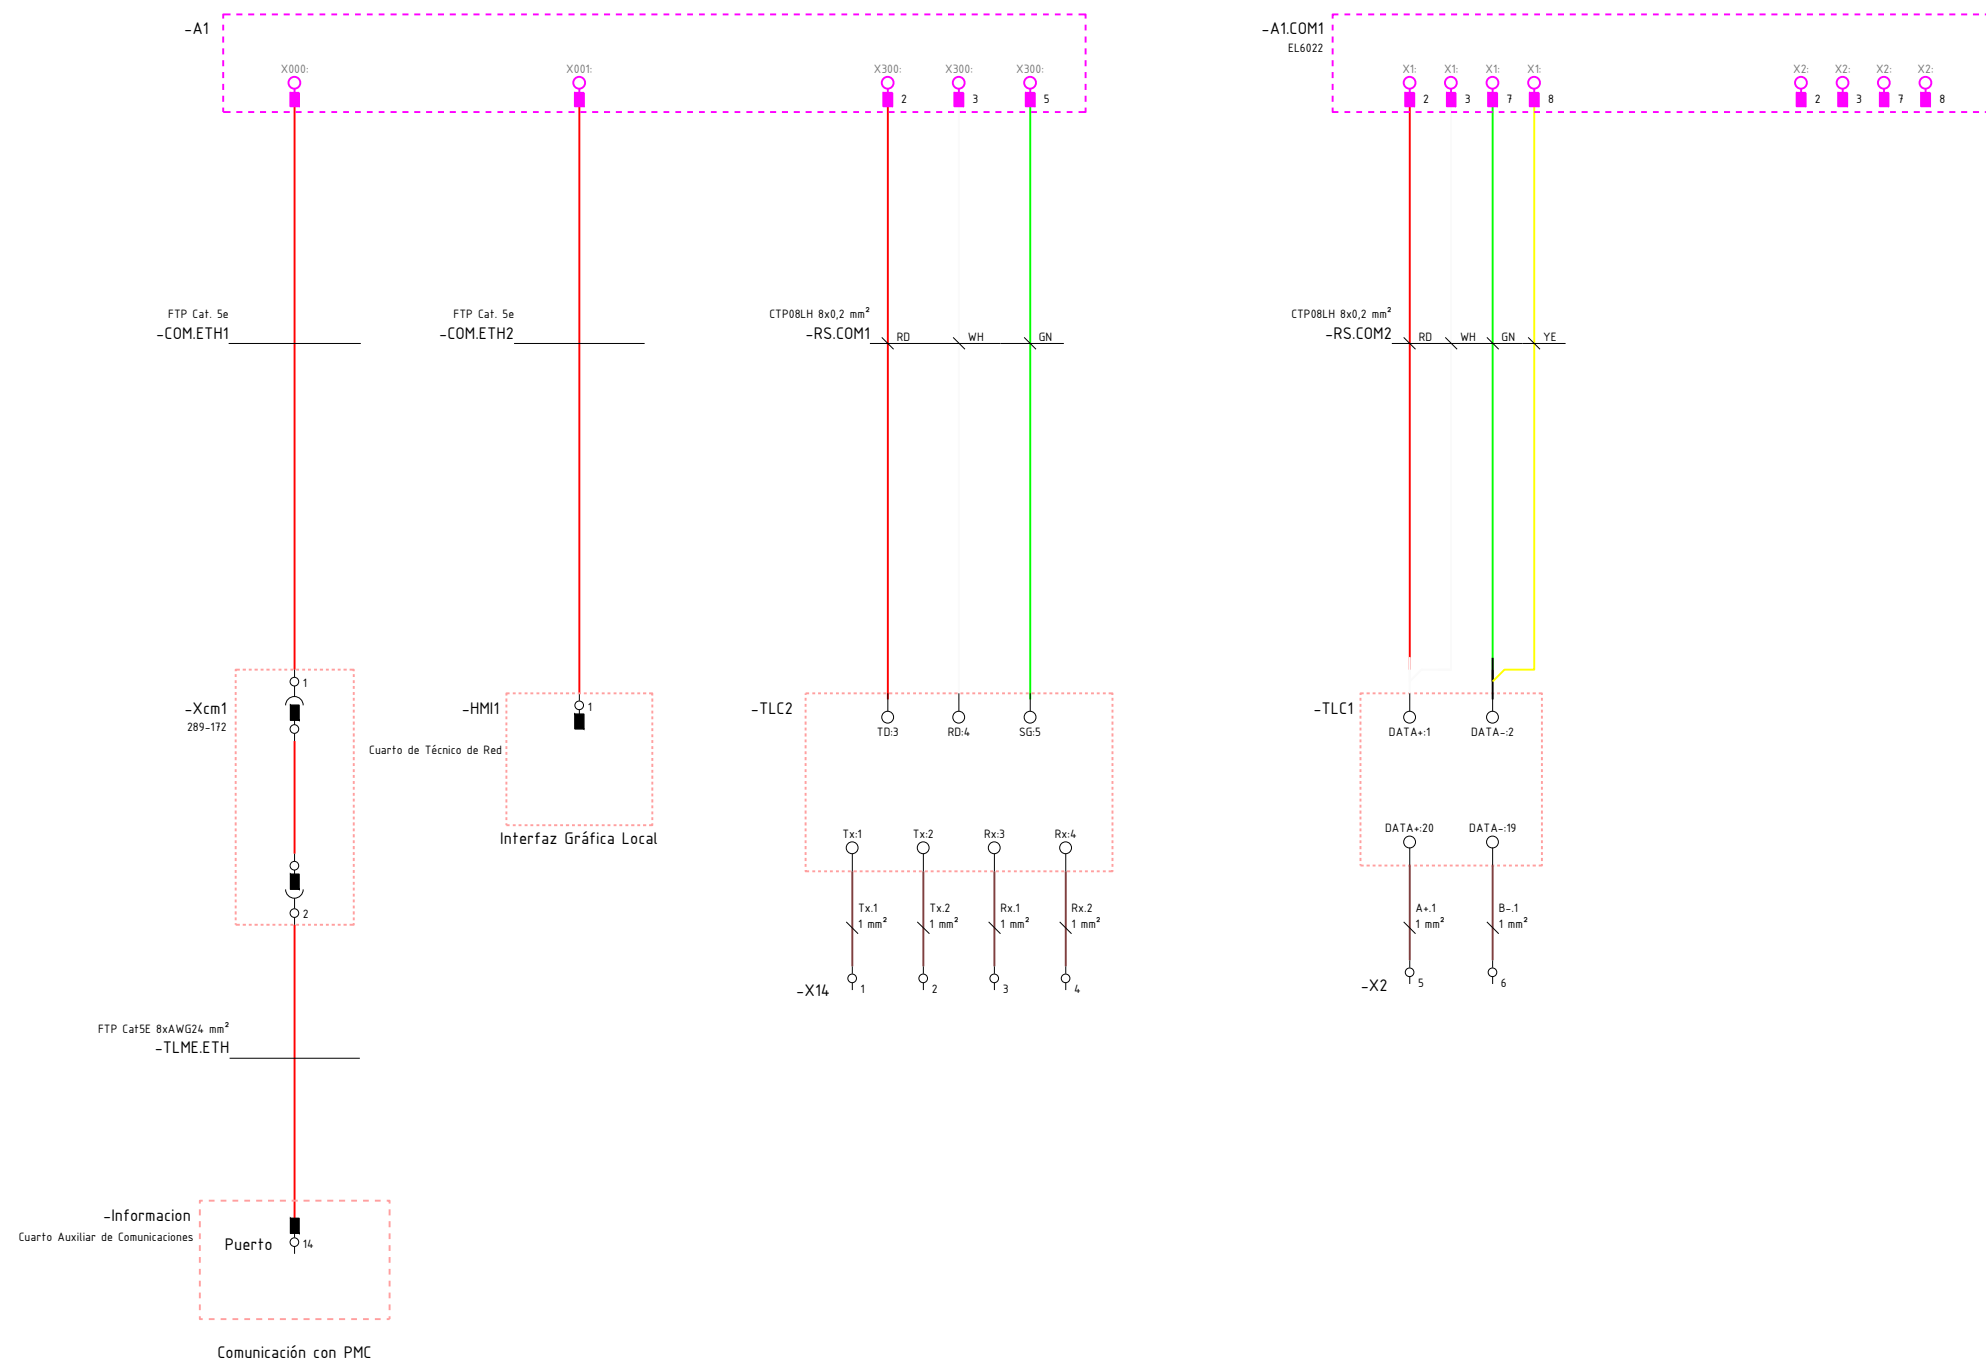 -A1
-A1.COM1
EL6022
X000:
X001:
X300:
X300:
X300:
X1:
X1:
X1:
X1:
X2:
X2:
X2:
X2:
2
3
5
2
3
7
8
2
3
7
8
FTP Cat. 5e
-COM.ETH1
FTP Cat. 5e
-COM.ETH2
CTP08LH 8x0,2 mm²
-RS.COM1
RD
WH
GN
CTP08LH 8x0,2 mm²
-RS.COM2
RD
WH
GN
YE
1
-Xcm1
289-172
2
-HMI1
1
Cuarto de Técnico de Red
Interfaz Gráfica Local
-TLC2
TD:3
RD:4
SG:5
Tx:1
Tx:2
Rx:3
Rx:4
Tx.1
1 mm²
Tx.2
1 mm²
Rx.1
1 mm²
Rx.2
1 mm²
-X14
1
2
3
4
-TLC1
DATA+:1
DATA-:2
DATA+:20
DATA-:19
A+.1
1 mm²
B-.1
1 mm²
-X2
5
6
FTP Cat5E 8xAWG24 mm²
-TLME.ETH
-Informacion
Cuarto Auxiliar de Comunicaciones
Puerto
14
Comunicación con PMC